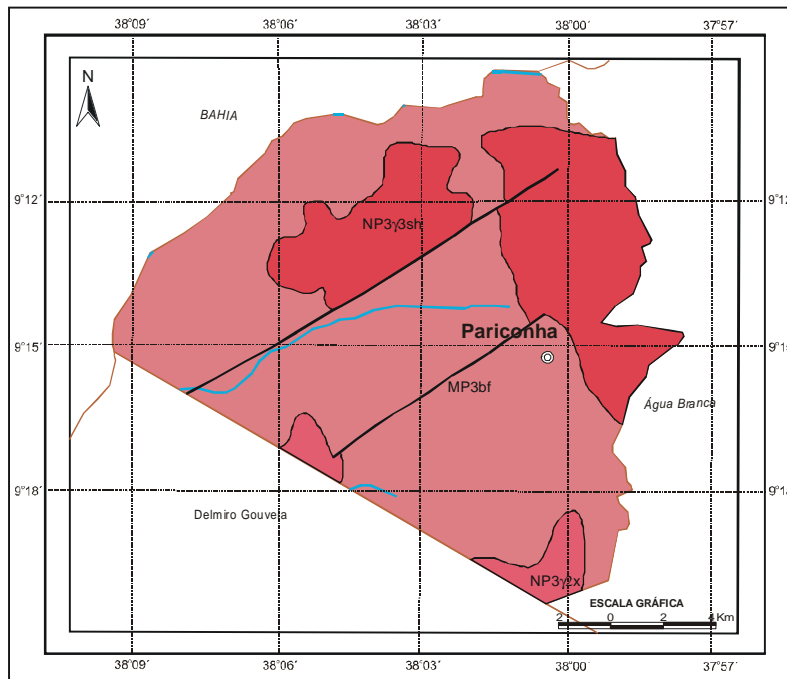 38°09´ 38°06´ 38°03´ 38°00´ 37°57´
N
BAHIA
9°12´ 9°12
NP3γ3sh
Pariconha
9°15´ 9°15
MP3bf
Água Branca
9°18´ 9°18
Delmiro Gouveia
NP3γ2x
ESCALA GRÁFICA
2 0 2 4 Km
38°09´ 38°06´ 38°03´ 38°00´ 37°57´